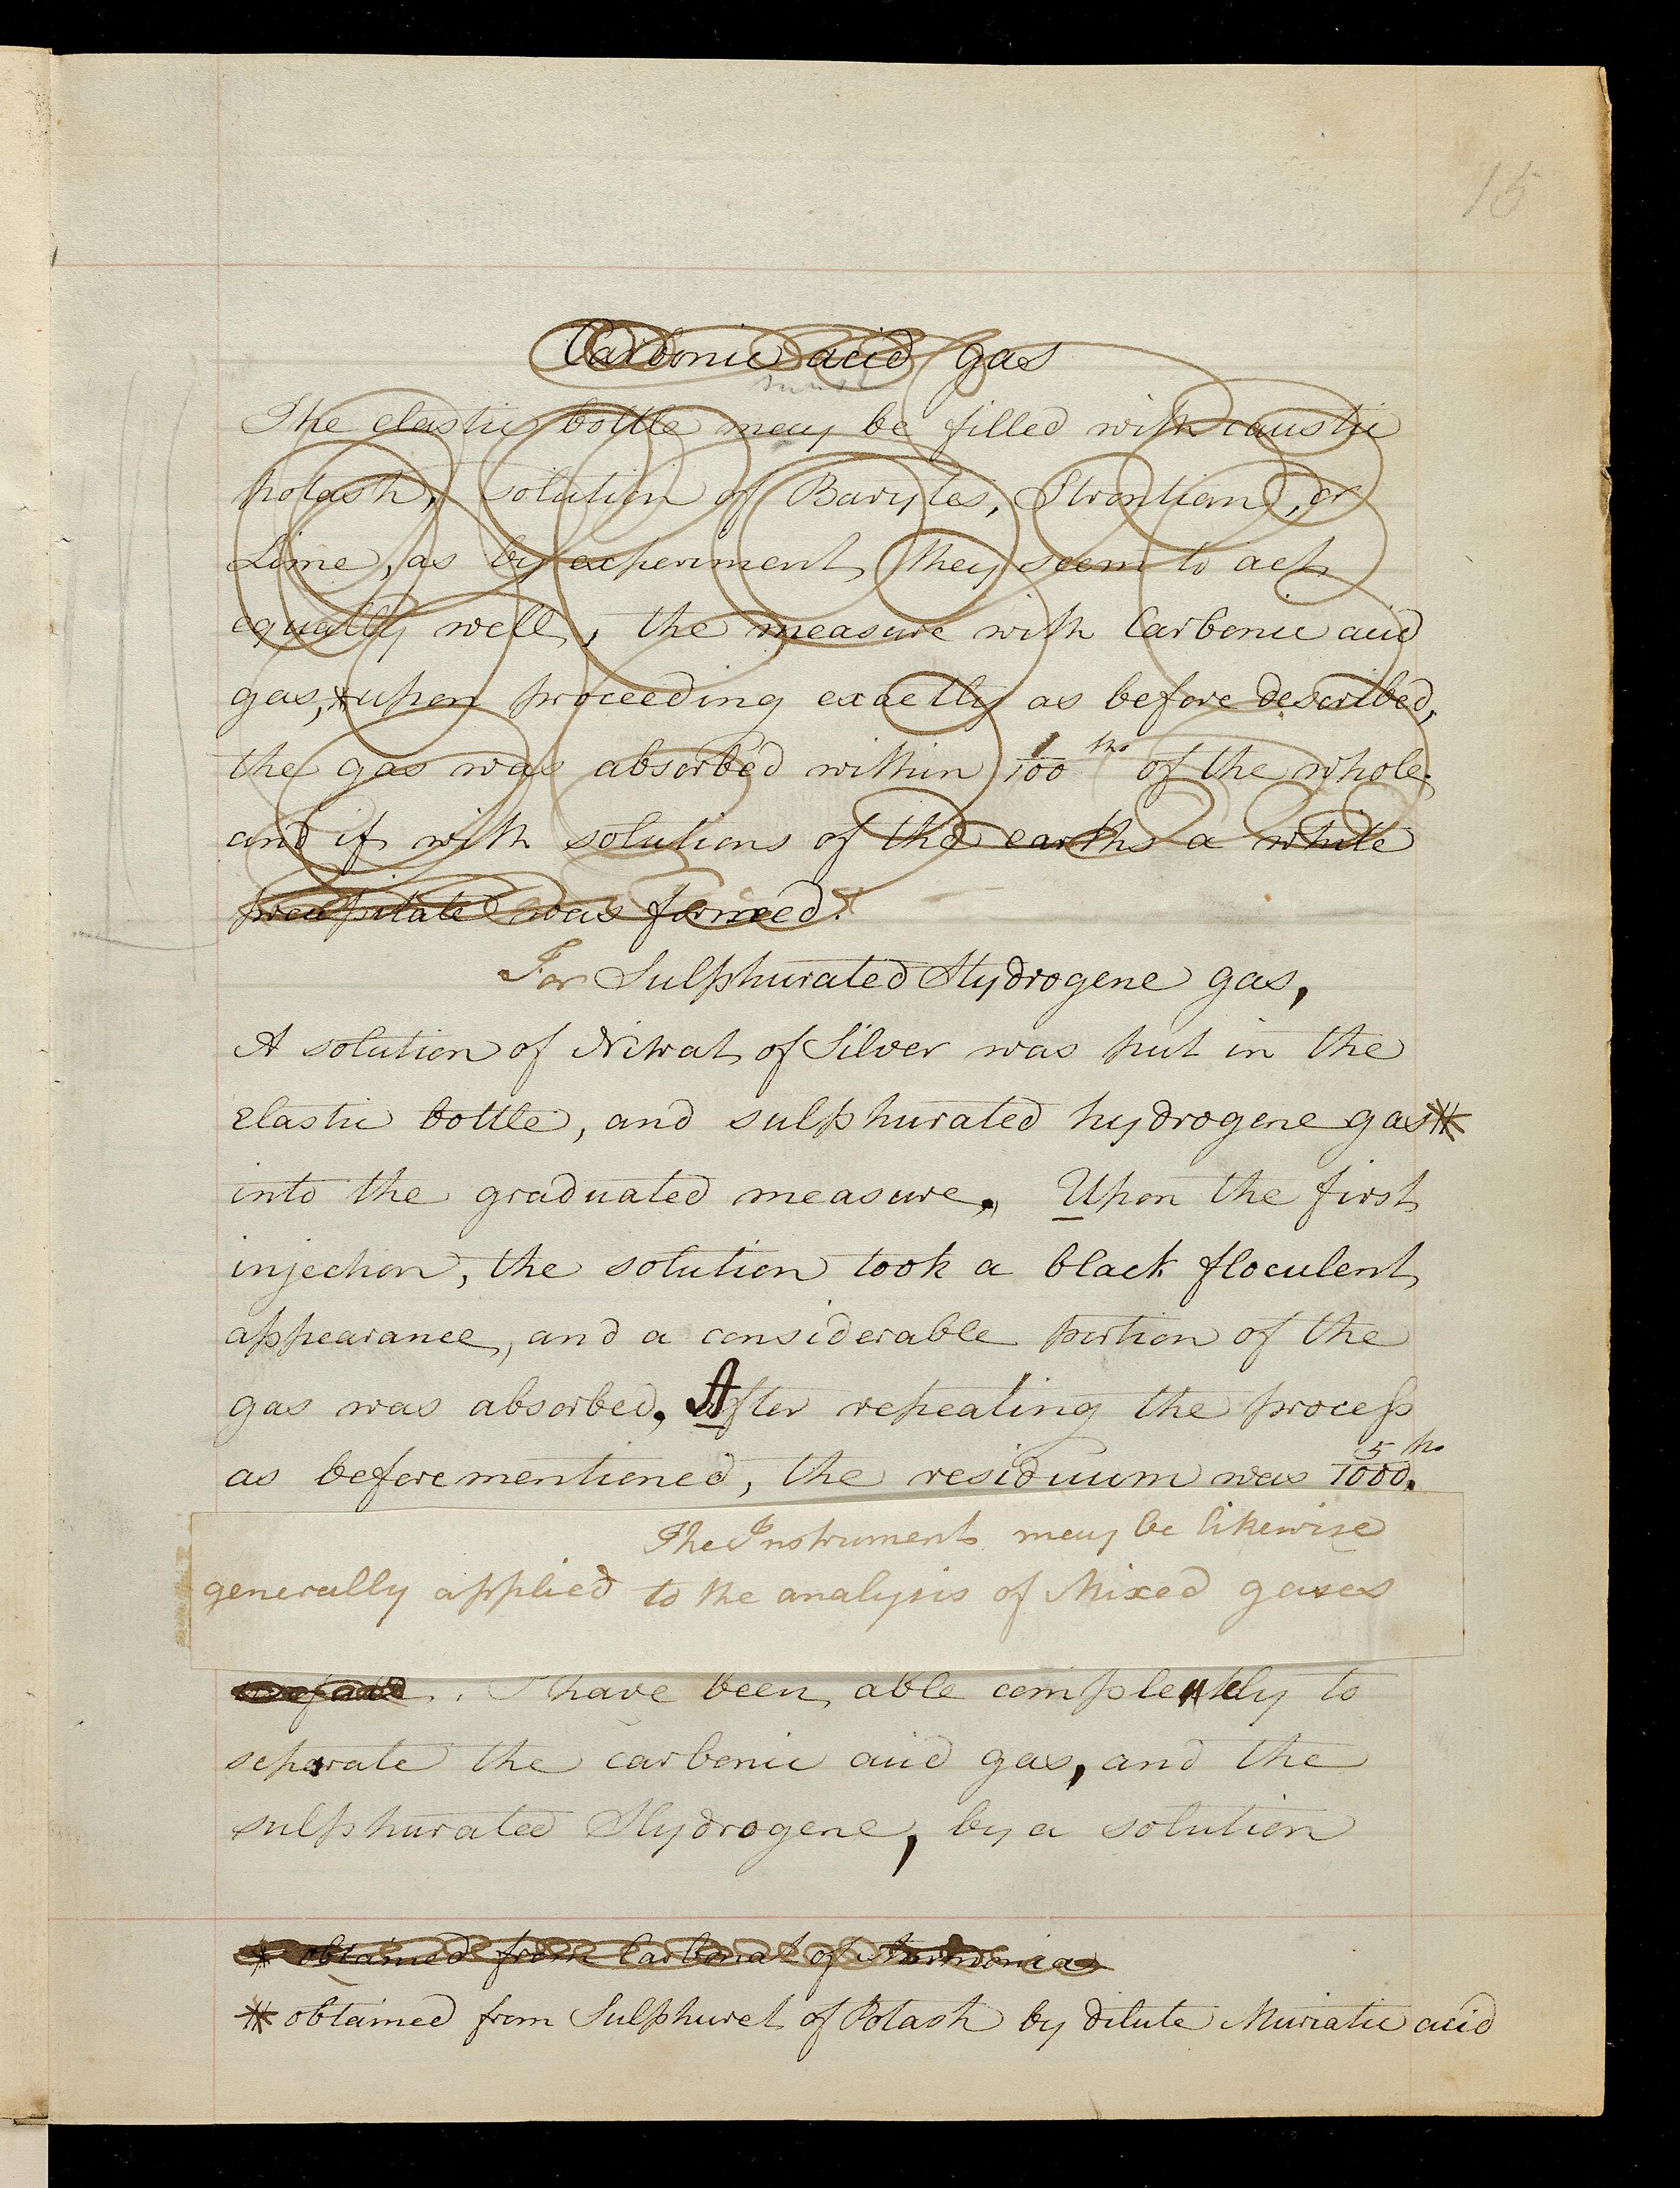 15
Carbonic acid gas
The elastic bottle may be filled with caustic
potash, solution of Barytes, Strontian, or
Lime, as by experiment they seem to act
equally well, the measure with Carbonic acid
gas,* upon proceeding exactly as before described,
the gas was absorbed within 1/100 ths of the whole;
and if with solutions of the earths a white
precipitate was formed.
For Sulphurated Hydrogene gas,
A solution of Nitrat of Silver was put in the
elastic bottle, and sulphurated hydrogene gas *
into the graduated measure. Upon the first
injection, the solution took a black floculent
appearance, and a considerable portion of the
gas was absorbed. After repeating the process
as beforementioned, the residuum was 5/1000 ths.
The Instrument may be likewise
generally applied to the analysis of Mixed gases
I have been able completely to
separate the carbonic acid gas, and the
sulphurated Hydrogene, by a solution
* obtained from Carbonat of Ammonia
* obtained from Sulphuret of Potash by dilute Muriatic acid